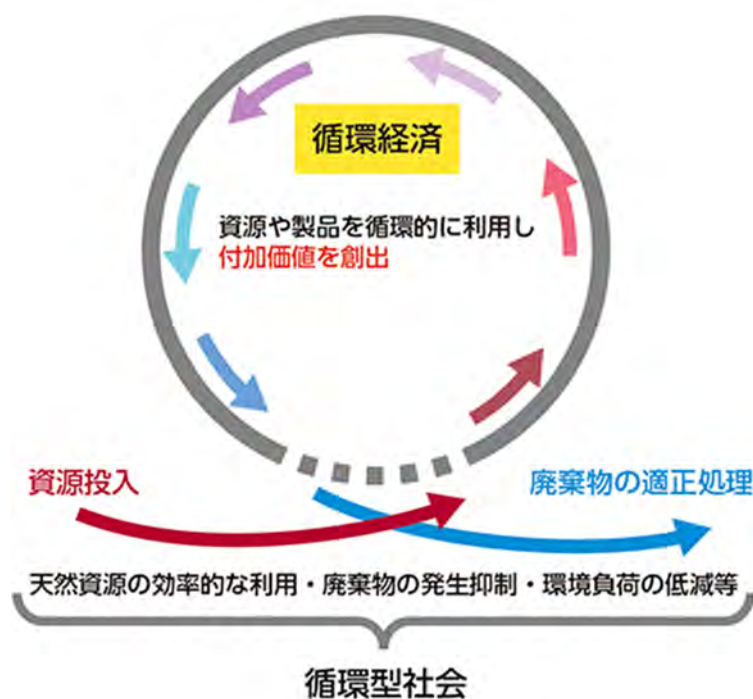 循環経済
資源や製品を循環的に利用し
付加価値を創出
資源投入
廃棄物の適正処理
天然資源の効率的な利用・廃棄物の発生抑制・環境負荷の低減等
循環型社会